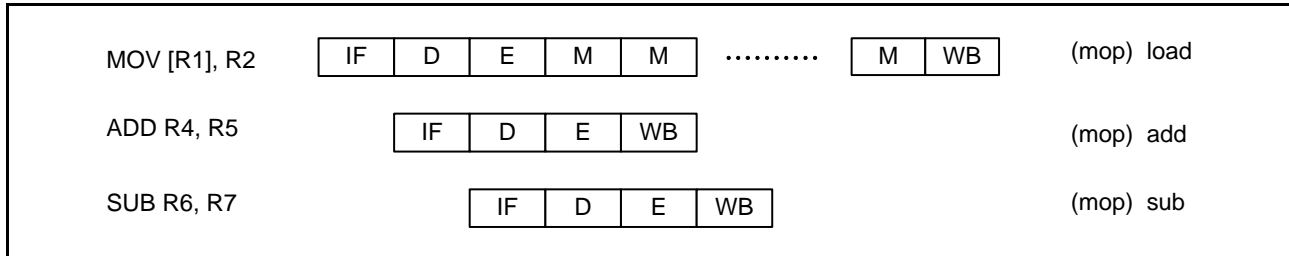 MOV [R1], R2 IF D E M M .......... M WB (mop) load
ADD R4, R5 IF D E WB (mop) add
SUB R6, R7 IF D E WB (mop) sub